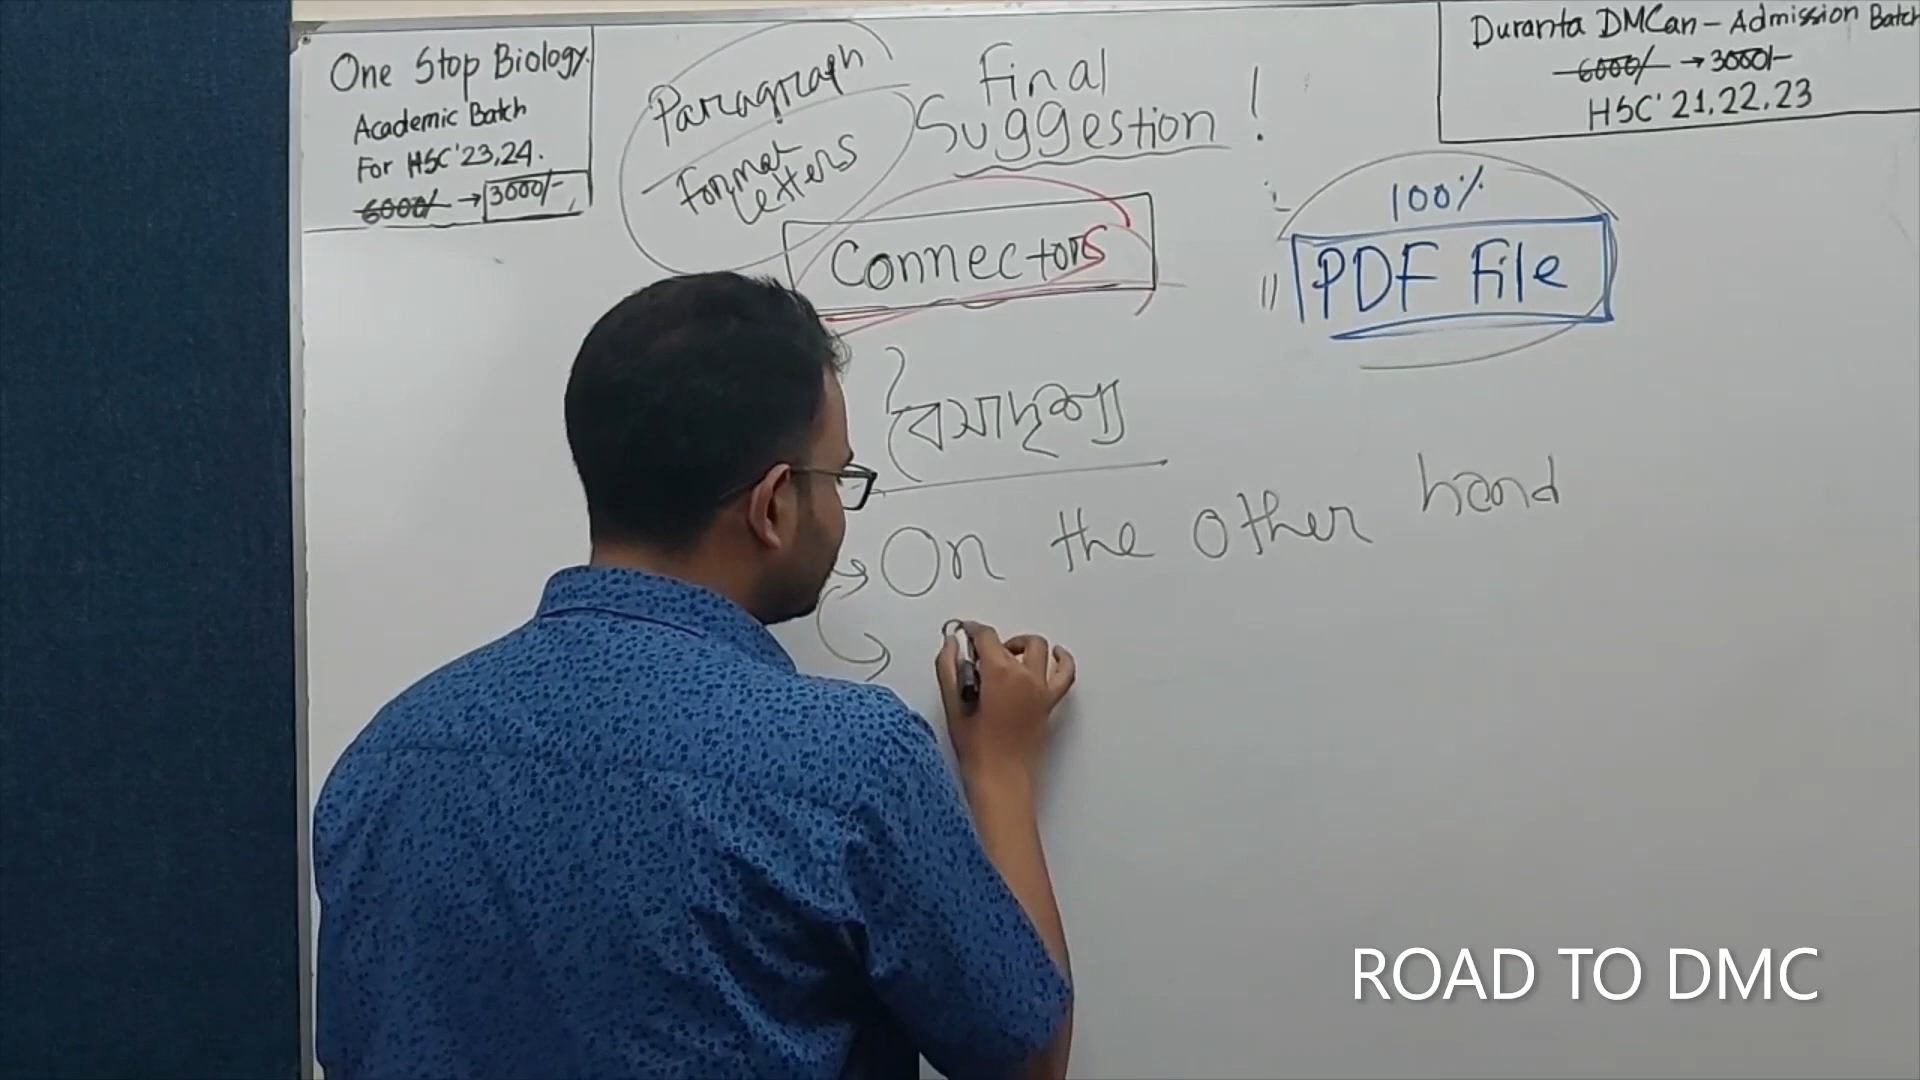 One Stop Biology.
Academic Batch
For HSC'23,24.
6000/- → 3000/-
Paragraph
Format
Letters
Final
Suggestion !
Duranta DMCan - Admission Batch
6000/- → 3000/-
HSC' 21,22,23
Connectors
100%
PDF File
বৈসাদৃশ্য
→ On the other hand
ROAD TO DMC